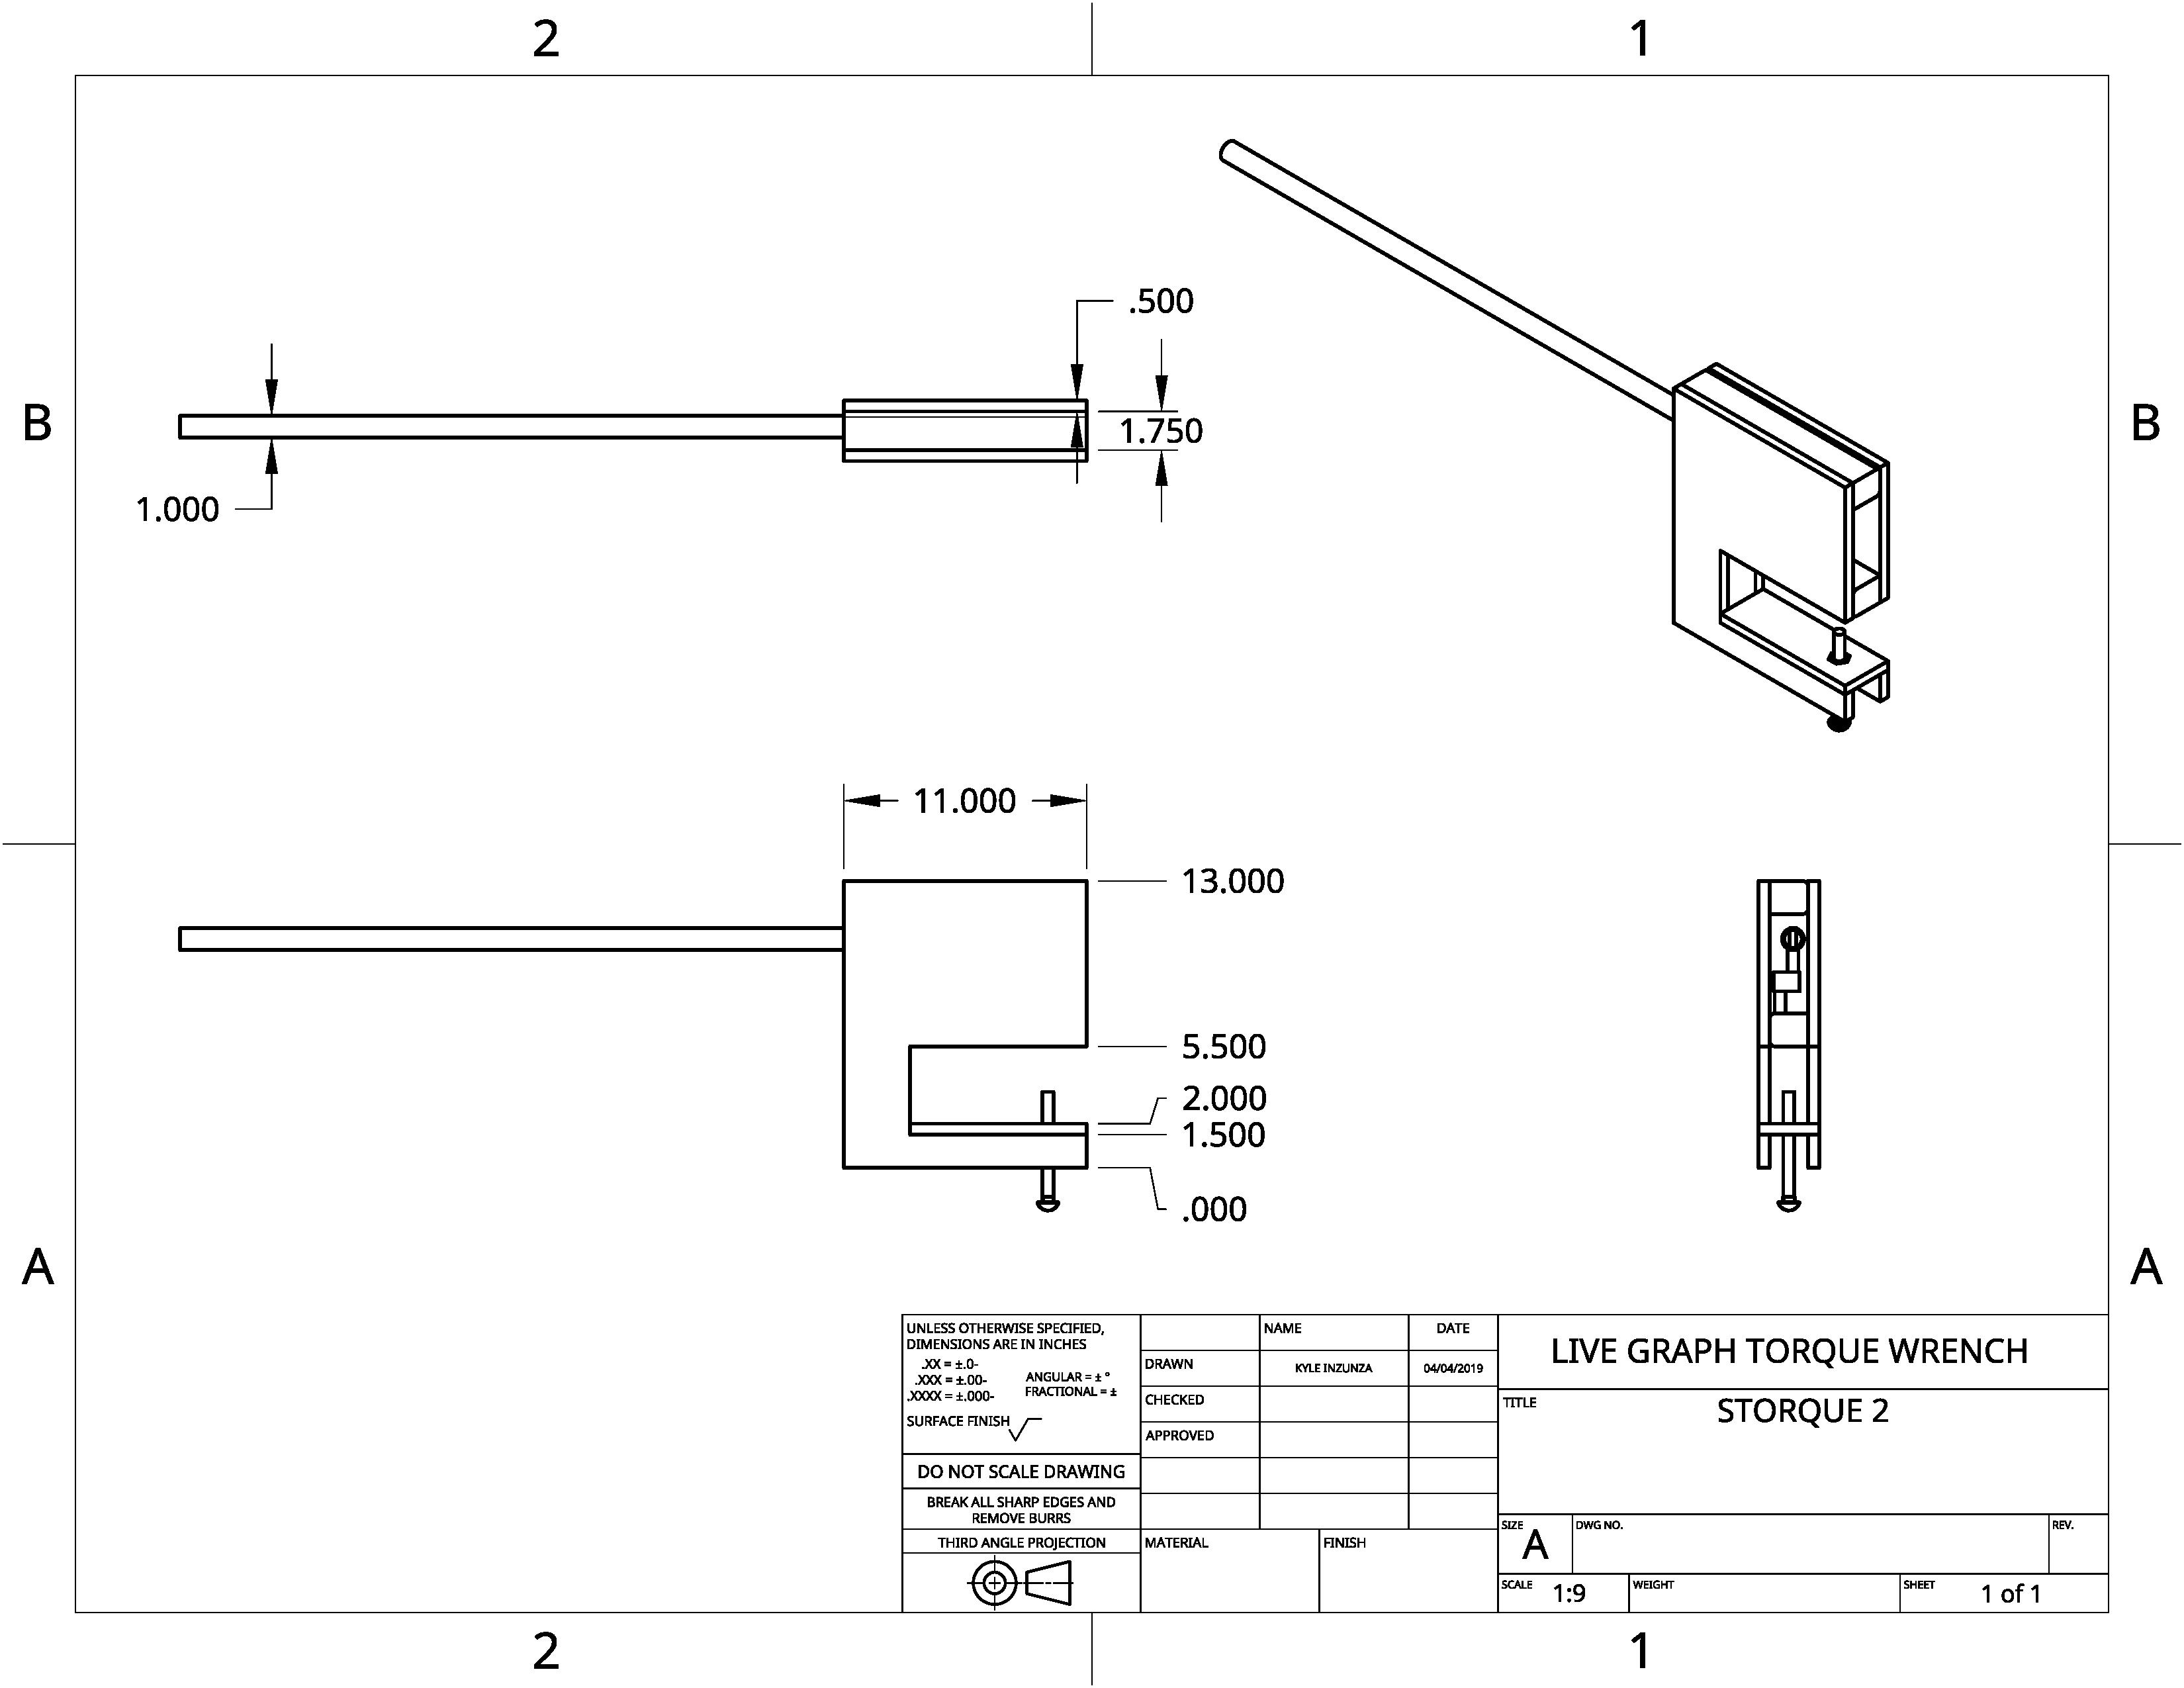 2
1
B
B
.500
1.750
1.000
11.000
13.000
5.500
2.000
1.500
.000
A
A
UNLESS OTHERWISE SPECIFIED,
DIMENSIONS ARE IN INCHES
.XX = ±.0-
.XXX = ±.00-
.XXXX = ±.000-
ANGULAR = ± °
FRACTIONAL = ±
SURFACE FINISH
DO NOT SCALE DRAWING
BREAK ALL SHARP EDGES AND
REMOVE BURRS
THIRD ANGLE PROJECTION
NAME
DATE
DRAWN
KYLE INZUNZA
04/04/2019
CHECKED
APPROVED
MATERIAL
FINISH
LIVE GRAPH TORQUE WRENCH
TITLE
STORQUE 2
SIZE
A
DWG NO.
REV.
SCALE
1:9
WEIGHT
SHEET
1 of 1
2
1